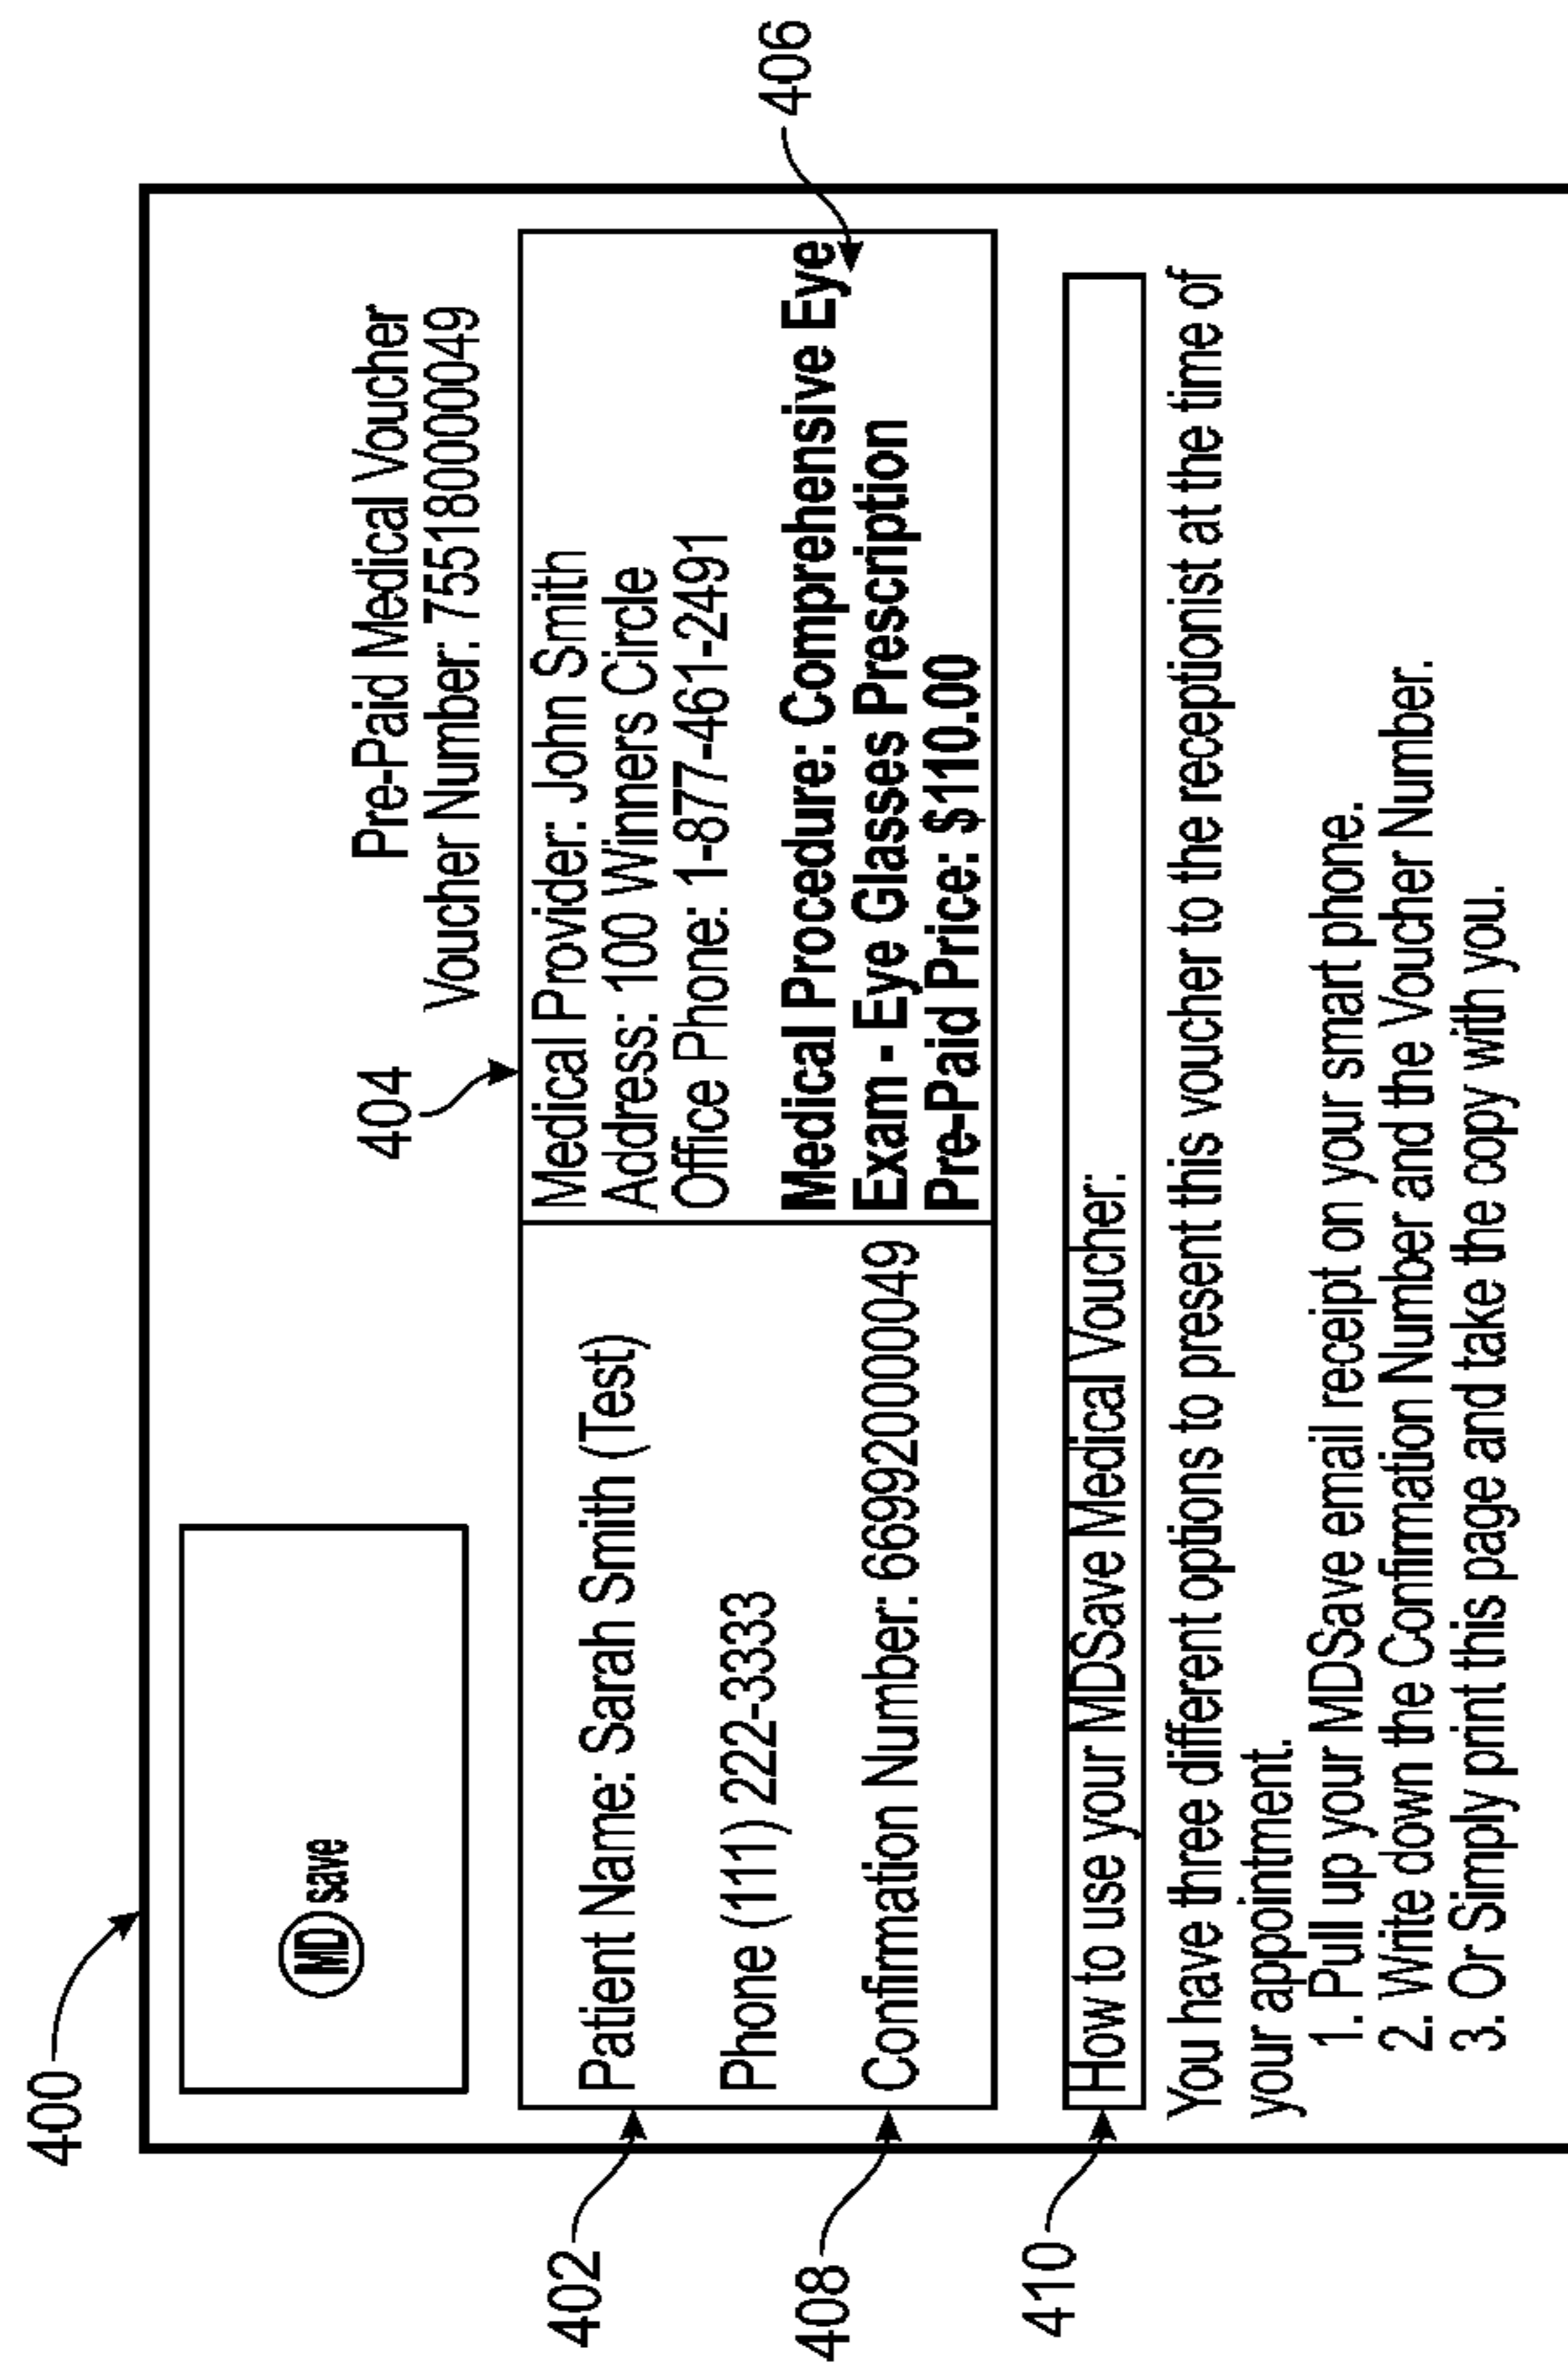 400
MD save
Pre-Paid Medical Voucher
Voucher Number: 7551800000049
404
402
Patient Name: Sarah Smith (Test)
Phone (111) 222-3333
408
Confirmation Number: 6699200000049
Medical Provider: John Smith
Address: 100 Winners Circle
Office Phone: 1-877-461-2491
Medical Procedure: Comprehensive Eye
Exam - Eye Glasses Prescription
Pre-Paid Price: $110.00
406
410
How to use your MDSave Medical Voucher:
You have three different options to present this voucher to the receptionist at the time of
your appointment.
1. Pull up your MDSave email receipt on your smart phone.
2. Write down the Confirmation Number and the Voucher Number.
3. Or Simply print this page and take the copy with you.